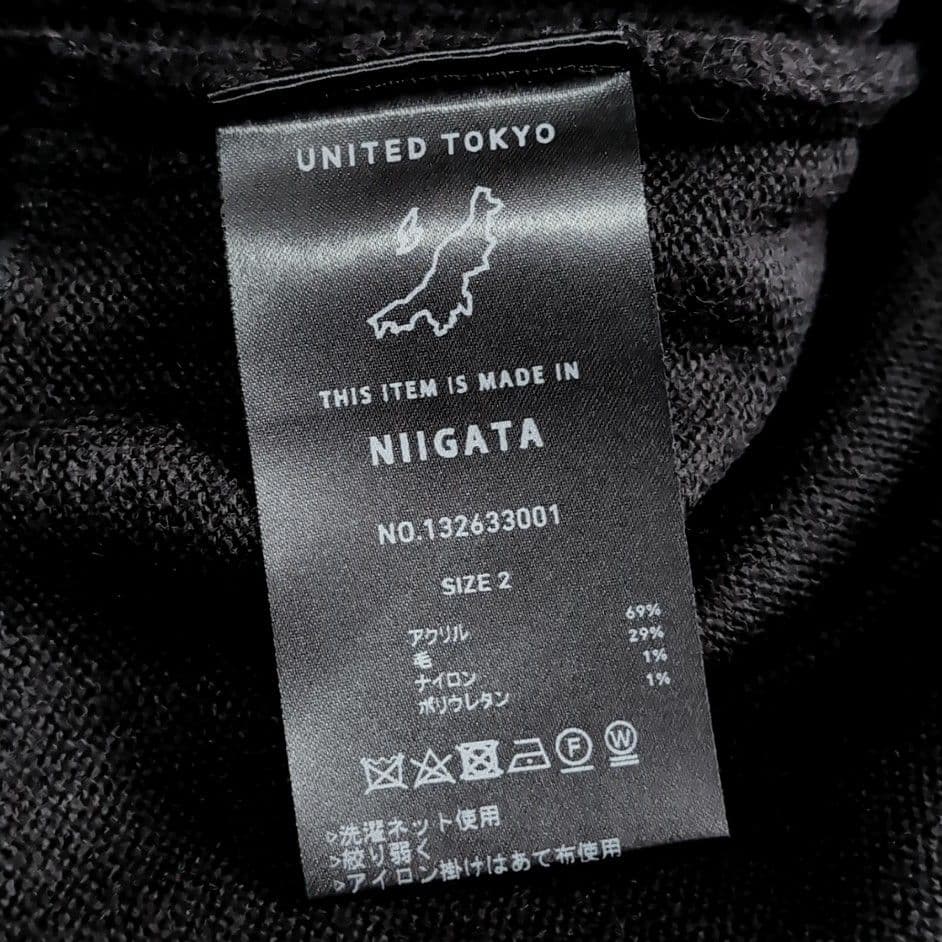 UNITED TOKYO
THIS ITEM IS MADE IN
NIIGATA
NO.132633001
SIZE 2
アクリル 69%
毛 29%
ナイロン 1%
ポリウレタン 1%
F W
>洗濯ネット使用
>絞り弱く
>アイロン掛けはあて布使用